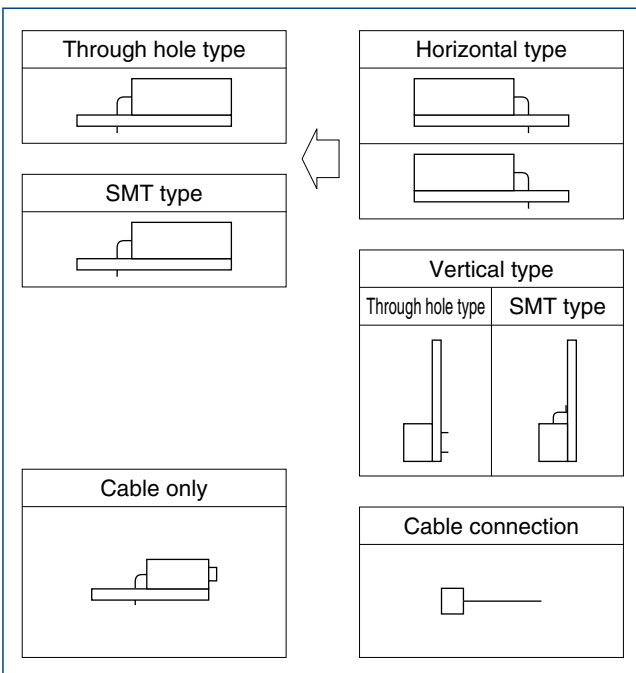 Through hole type
SMT type
Cable only
Horizontal type
Vertical type
Through hole type
SMT type
Cable connection